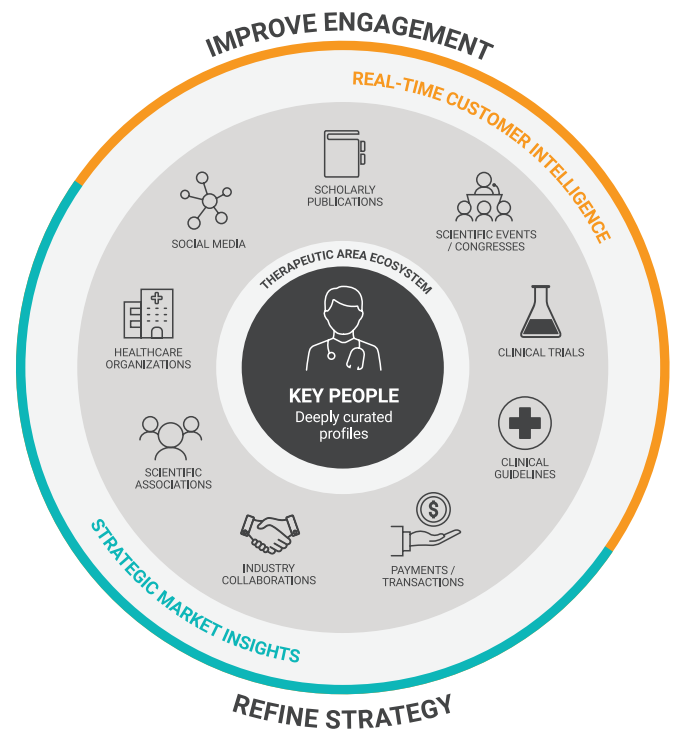 IMPROVE ENGAGEMENT
REAL-TIME CUSTOMER INTELLIGENCE
SCHOLARLY
PUBLICATIONS
SOCIAL MEDIA
SCIENTIFIC EVENTS
/ CONGRESSES
THERAPEUTIC AREA ECOSYSTEM
HEALTHCARE
ORGANIZATIONS
CLINICAL TRIALS
KEY PEOPLE
Deeply curated
profiles
SCIENTIFIC
ASSOCIATIONS
CLINICAL
GUIDELINES
$
INDUSTRY
COLLABORATIONS
PAYMENTS /
TRANSACTIONS
STRATEGIC MARKET INSIGHTS
REFINE STRATEGY